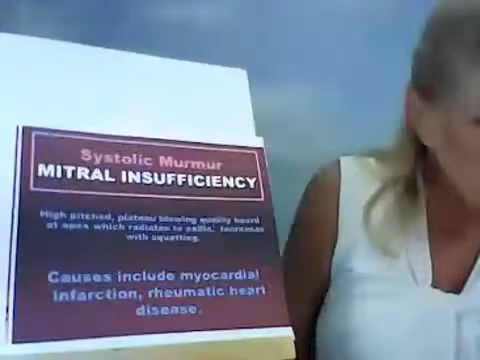 Systolic Murmur
MITRAL INSUFFICIENCY
High pitched, plateau blowing quality heard
at apex which radiates to axilla. Increases
with squatting.
Causes include myocardial
infarction, rheumatic heart
disease.